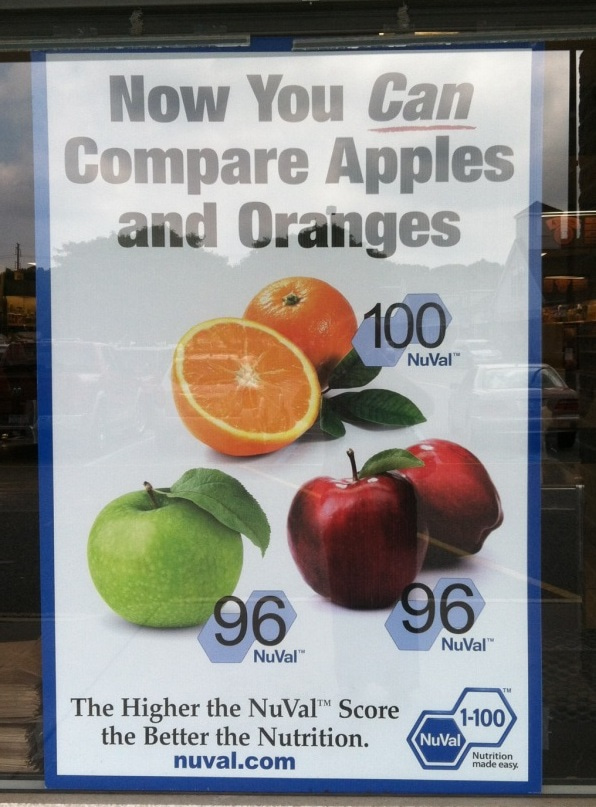 Now You Can
Compare Apples
and Oranges
100
NuVal™
96
NuVal™
96
NuVal™
The Higher the NuVal™ Score
the Better the Nutrition.
nuval.com
NuVal 1-100™
Nutrition
made easy.